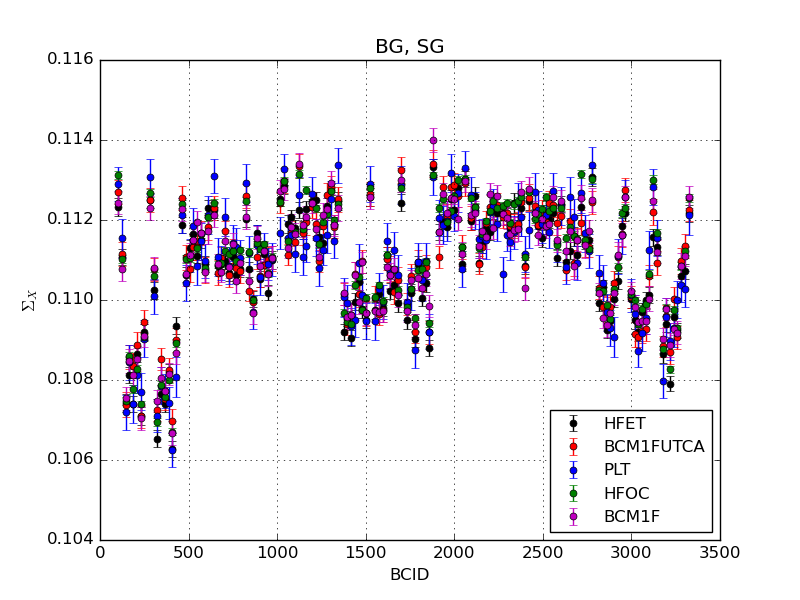 BG, SG
0.116
0.114
0.112
0.110
0.108
0.106
0.104
Σ_X
HFET
BCM1FUTCA
PLT
HFOC
BCM1F
0 500 1000 1500 2000 2500 3000 3500
BCID